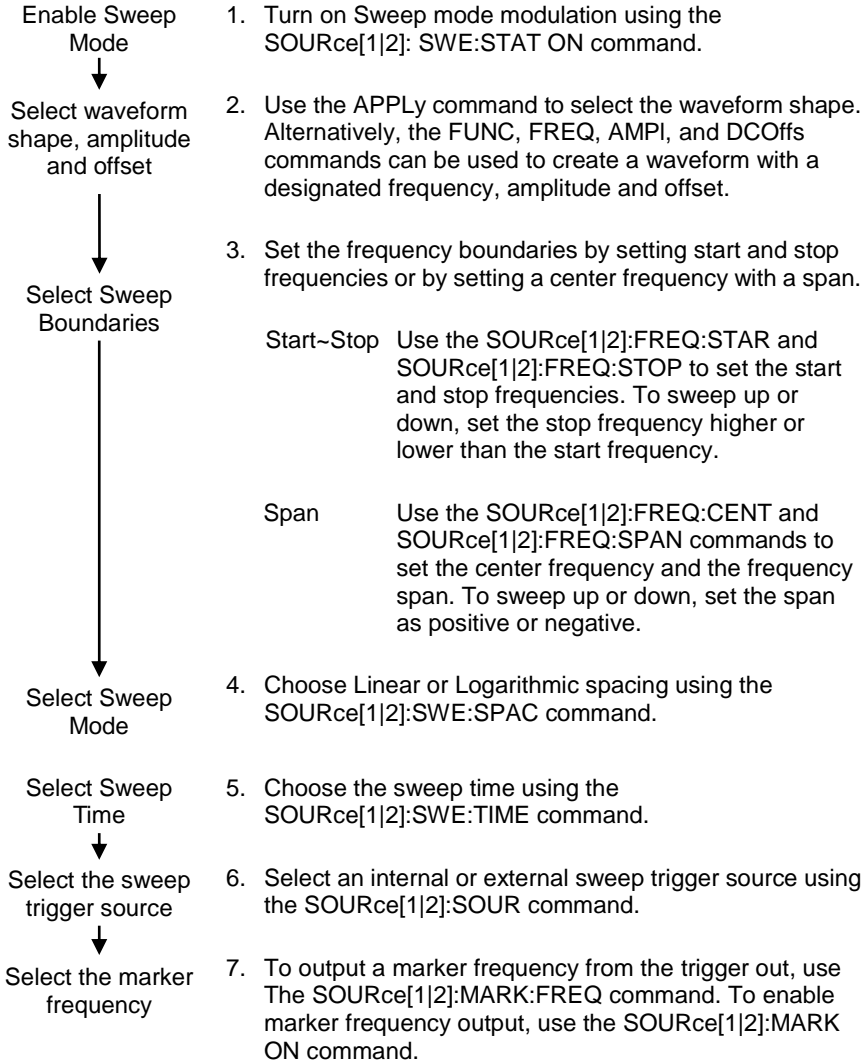 Enable Sweep
Mode
1. Turn on Sweep mode modulation using the
SOURce[1|2]: SWE:STAT ON command.
Select waveform
shape, amplitude
and offset
2. Use the APPLy command to select the waveform shape.
Alternatively, the FUNC, FREQ, AMPl, and DCOffs
commands can be used to create a waveform with a
designated frequency, amplitude and offset.
Select Sweep
Boundaries
3. Set the frequency boundaries by setting start and stop
frequencies or by setting a center frequency with a span.
Start~Stop Use the SOURce[1|2]:FREQ:STAR and
SOURce[1|2]:FREQ:STOP to set the start
and stop frequencies. To sweep up or
down, set the stop frequency higher or
lower than the start frequency.
Span Use the SOURce[1|2]:FREQ:CENT and
SOURce[1|2]:FREQ:SPAN commands to
set the center frequency and the frequency
span. To sweep up or down, set the span
as positive or negative.
Select Sweep
Mode
4. Choose Linear or Logarithmic spacing using the
SOURce[1|2]:SWE:SPAC command.
Select Sweep
Time
5. Choose the sweep time using the
SOURce[1|2]:SWE:TIME command.
Select the sweep
trigger source
6. Select an internal or external sweep trigger source using
the SOURce[1|2]:SOUR command.
Select the marker
frequency
7. To output a marker frequency from the trigger out, use
The SOURce[1|2]:MARK:FREQ command. To enable
marker frequency output, use the SOURce[1|2]:MARK
ON command.